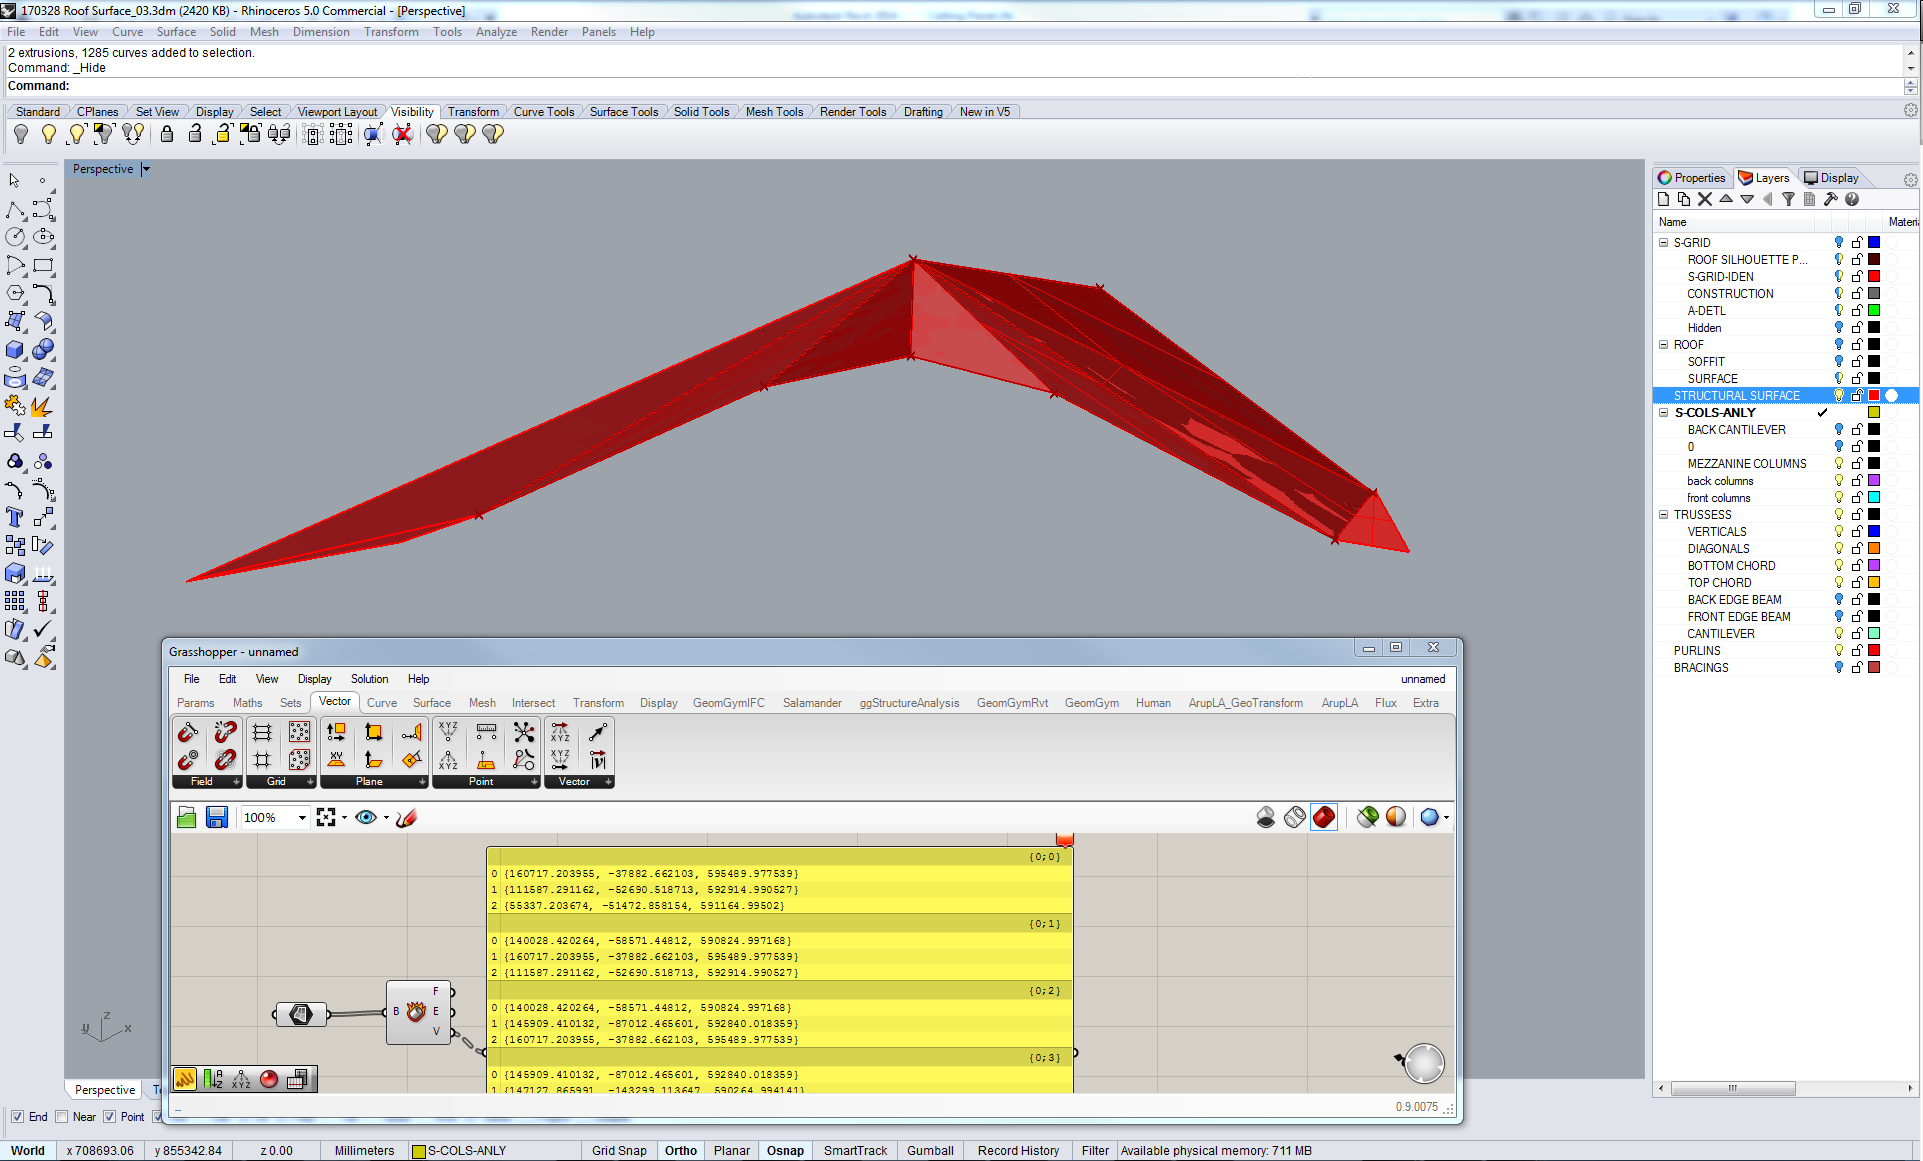 170328 Roof Surface_03.3dm (2420 KB) - Rhinoceros 5.0 Commercial - [Perspective]
File Edit View Curve Surface Solid Mesh Dimension Transform Tools Analyze Render Panels Help
2 extrusions, 1285 curves added to selection.
Command: _Hide
Command:
Standard CPlanes Set View Display Select Viewport Layout Visibility Transform Curve Tools Surface Tools Solid Tools Mesh Tools Render Tools Drafting New in V5
Perspective
Properties Layers Display
Name Materi
S-GRID
ROOF SILHOUETTE P...
S-GRID-IDEN
CONSTRUCTION
A-DETL
Hidden
ROOF
SOFFIT
SURFACE
STRUCTURAL SURFACE
S-COLS-ANLY
BACK CANTILEVER
0
MEZZANINE COLUMNS
back columns
front columns
TRUSSESS
VERTICALS
DIAGONALS
BOTTOM CHORD
TOP CHORD
BACK EDGE BEAM
FRONT EDGE BEAM
CANTILEVER
PURLINS
BRACINGS
Grasshopper - unnamed
File Edit View Display Solution Help unnamed
Params Maths Sets Vector Curve Surface Mesh Intersect Transform Display GeomGymIFC Salamander ggStructureAnalysis GeomGymRvt GeomGym Human ArupLA_GeoTransform ArupLA Flux Extra
Field Grid Plane Point Vector
100%
{0;0}
0 {160717.203955, -37882.662103, 595489.977539}
1 {111587.291162, -52690.518713, 592914.990527}
2 {55337.203674, -51472.858154, 591164.99502}
{0;1}
0 {140028.420264, -58571.44812, 590824.997168}
1 {160717.203955, -37882.662103, 595489.977539}
2 {111587.291162, -52690.518713, 592914.990527}
{0;2}
0 {140028.420264, -58571.44812, 590824.997168}
1 {145909.410132, -87012.465601, 592840.018359}
2 {160717.203955, -37882.662103, 595489.977539}
{0;3}
0 {145909.410132, -87012.465601, 592840.018359}
1 {147127.865991, -143299.113647, 590264.994141}
F
B E
V
z
y x
0.9.0075
Perspective
End Near Point
World x 708693.06 y 855342.84 z 0.00 Millimeters S-COLS-ANLY Grid Snap Ortho Planar Osnap SmartTrack Gumball Record History Filter Available physical memory: 711 MB